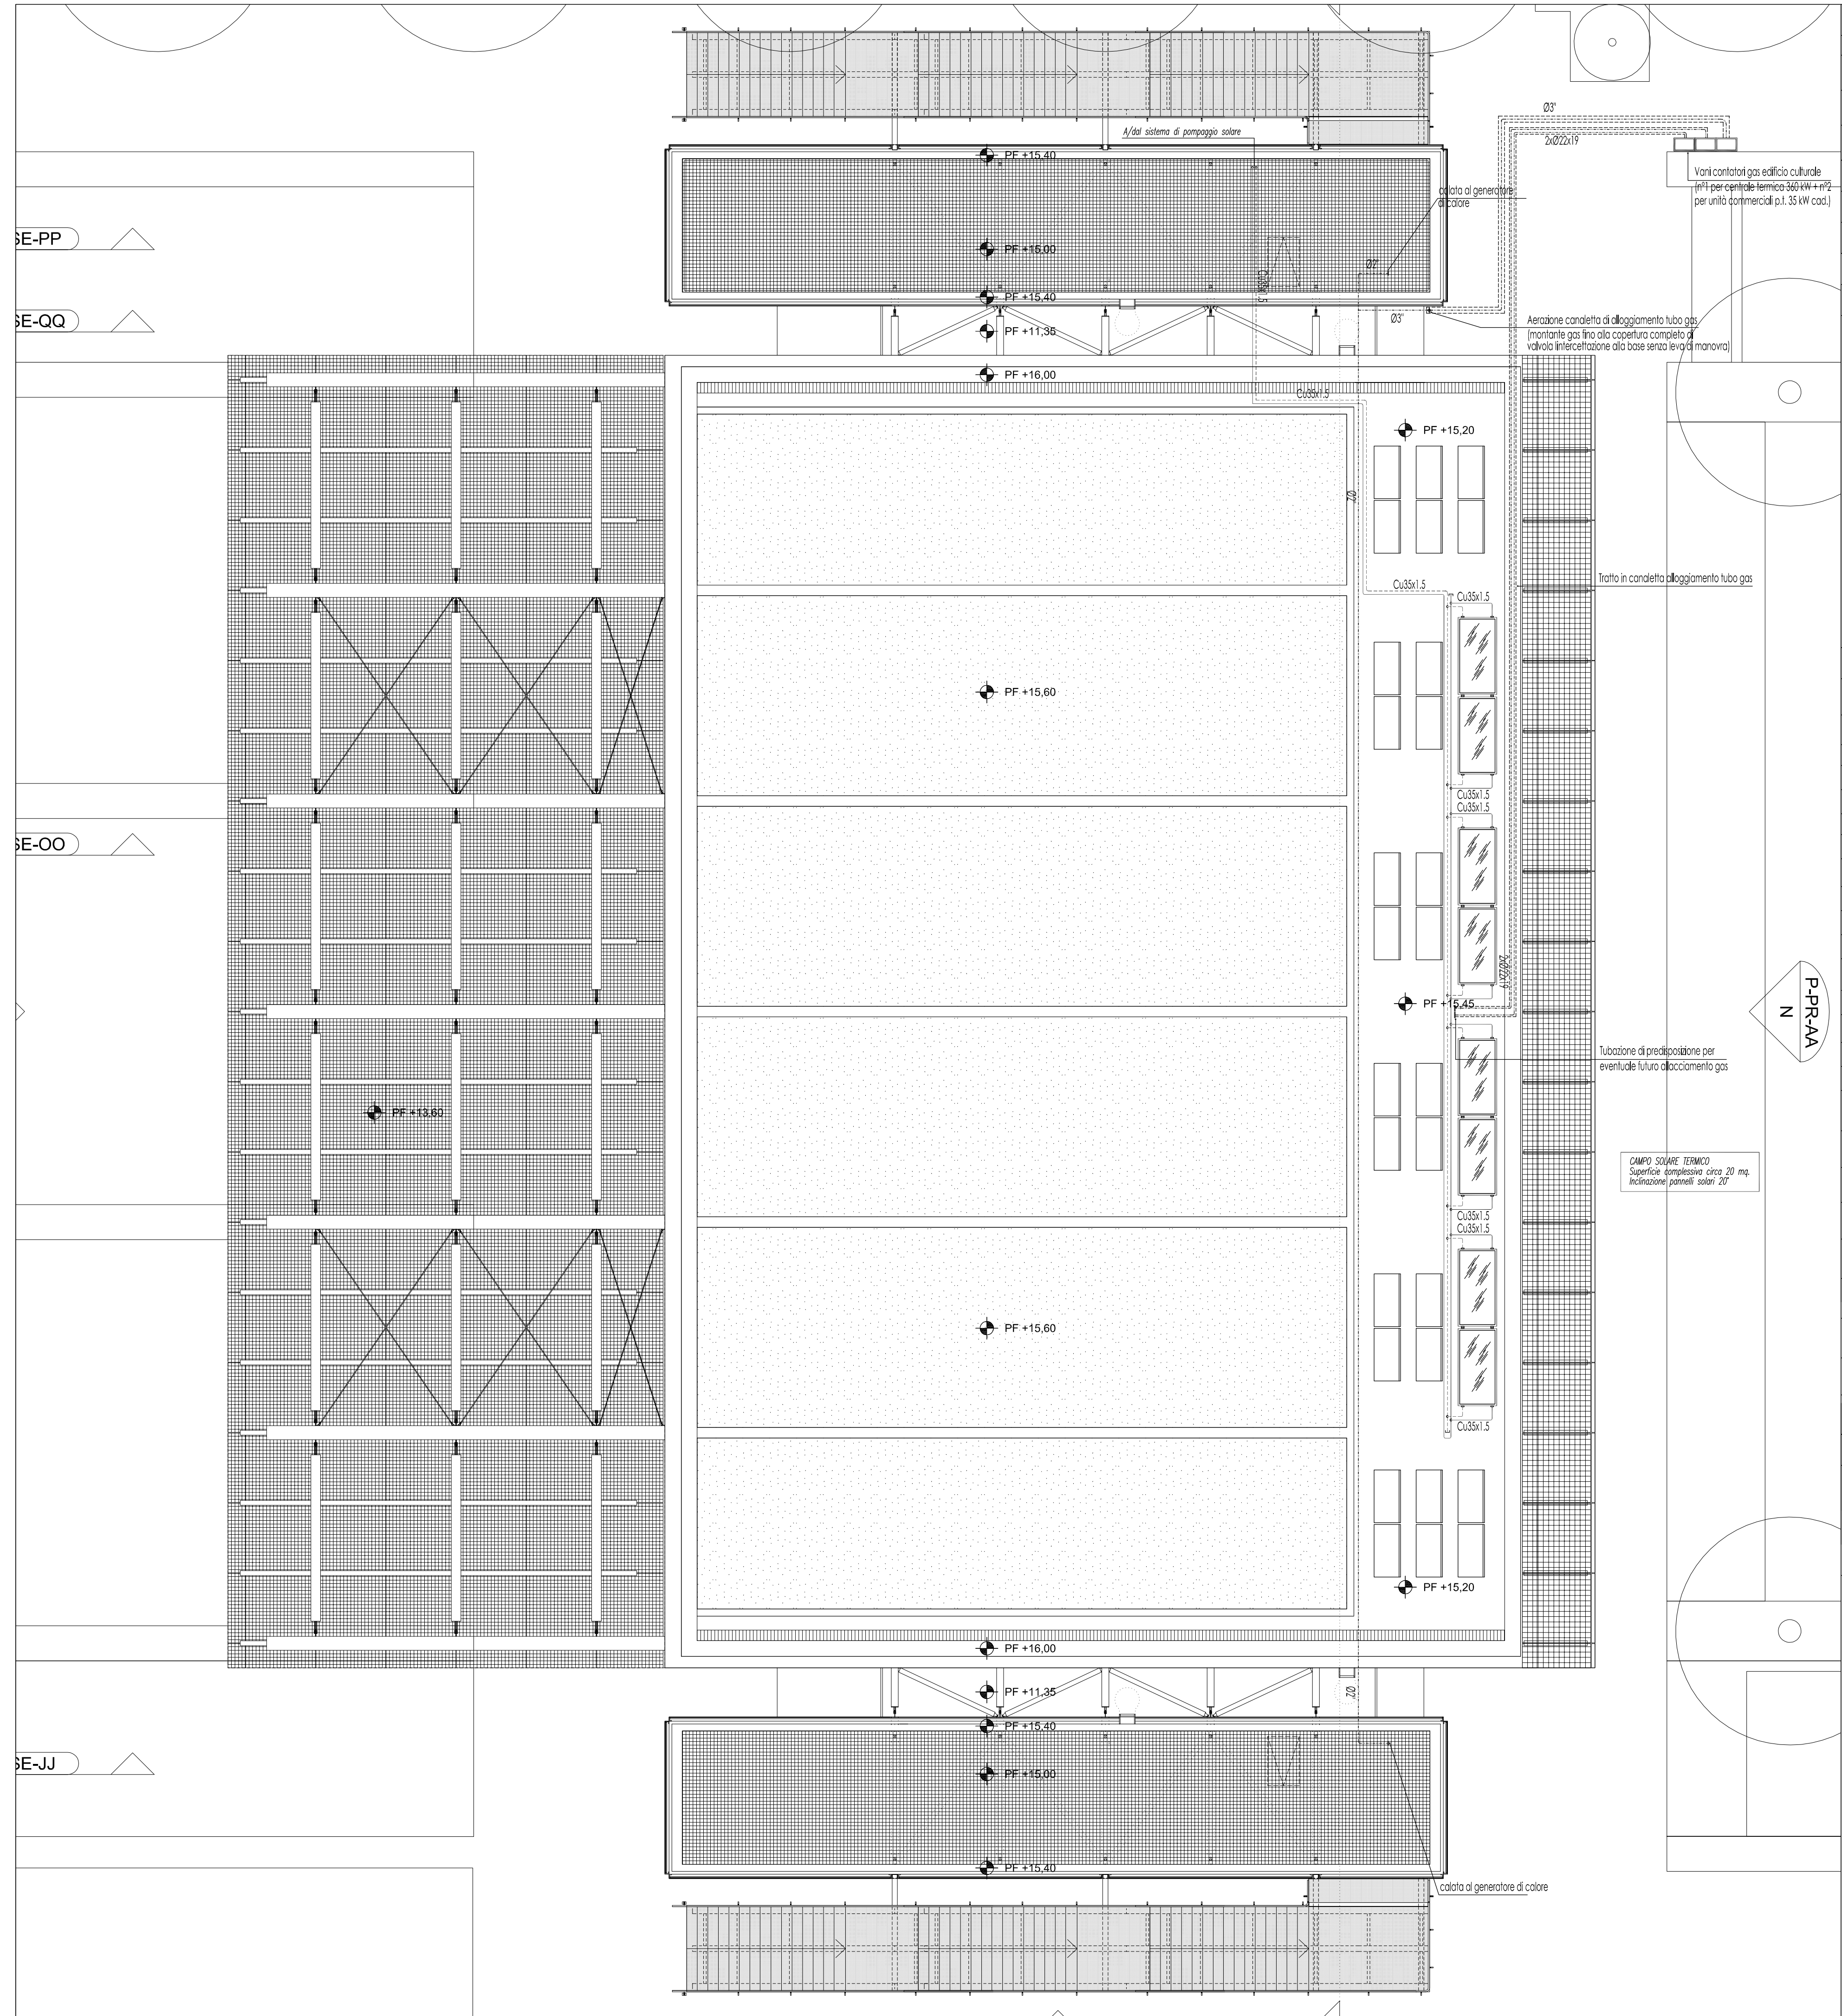 Ø3"
A/dal sistema di pompaggio solare
2xØ22x19
PF +15,40
Vani contatori gas edificio culturale
(n°1 per centrale termica 360 kW + n°2
per unità commerciali p.t. 35 kW cad.)
calata al generatore
di calore
SE-PP
PF +15,00
Ø2"
Cu35x1.5
PF +15,40
Ø3"
SE-QQ
PF +11,35
Aerazione canaletta di alloggiamento tubo gas
(montante gas fino alla copertura completo di
valvola lintercettazione alla base senza leva di manovra)
PF +16,00
Cu35x1.5
PF +15,20
Ø2"
Tratto in canaletta alloggiamento tubo gas
Cu35x1.5
Cu35x1.5
PF +15,60
Cu35x1.5
Cu35x1.5
SE-OO
2xØ22x19
PF +15,45
P-PR-AA
N
Tubazione di predisposizione per
eventuale futuro allacciamento gas
PF +13,60
CAMPO SOLARE TERMICO
Superficie complessiva circa 20 mq.
Inclinazione pannelli solari 20°
Cu35x1.5
Cu35x1.5
PF +15,60
Cu35x1.5
PF +15,20
PF +16,00
PF +11,35
Ø2"
PF +15,40
SE-JJ
PF +15,00
PF +15,40
calata al generatore di calore